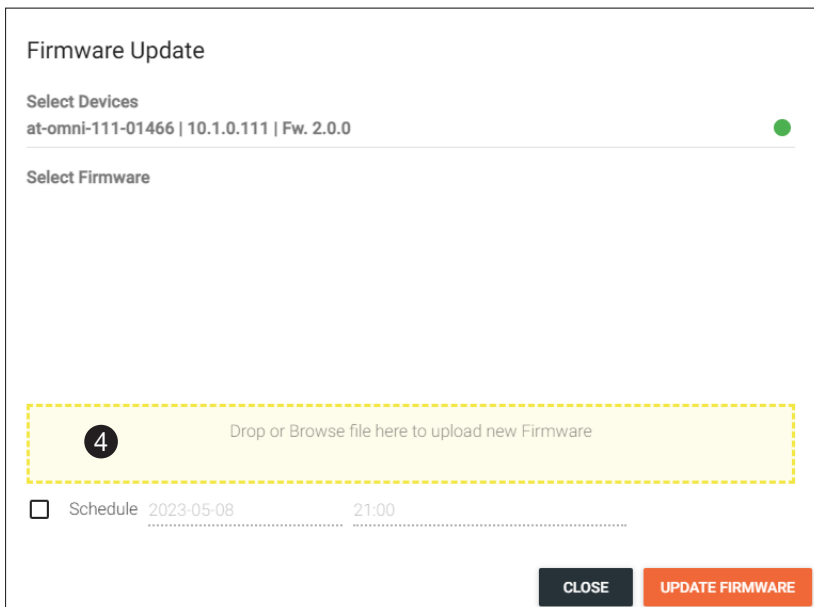 Firmware Update
Select Devices
at-omni-111-01466 | 10.1.0.111 | Fw. 2.0.0
Select Firmware
4
Drop or Browse file here to upload new Firmware
Schedule 2023-05-08 21:00
CLOSE UPDATE FIRMWARE